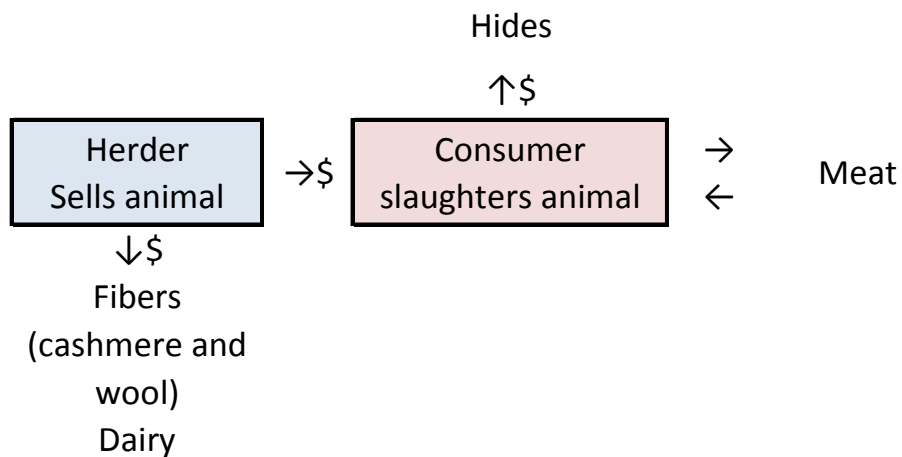 Hides
↑$
Herder
Sells animal
→$
Consumer
slaughters animal
→
←
Meat
↓$
Fibers
(cashmere and
wool)
Dairy